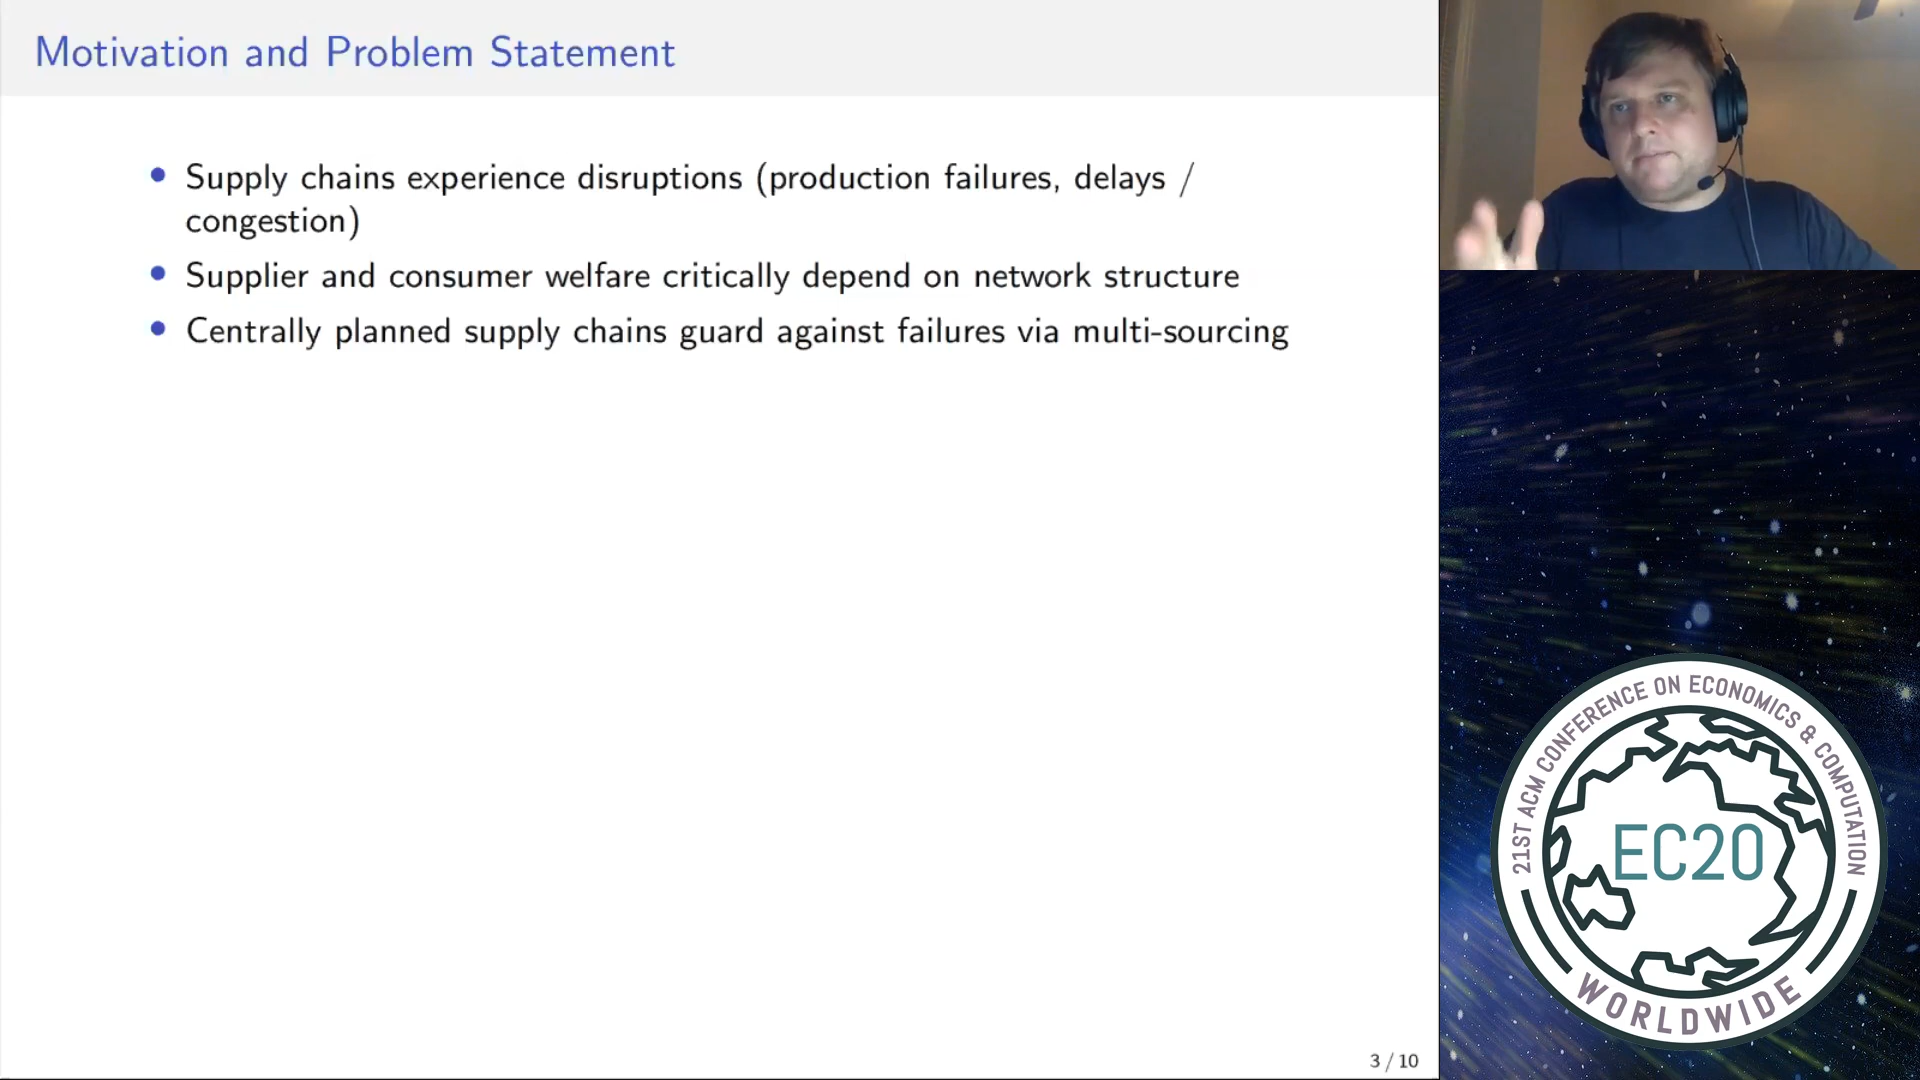 Motivation and Problem Statement
• Supply chains experience disruptions (production failures, delays /
congestion)
• Supplier and consumer welfare critically depend on network structure
• Centrally planned supply chains guard against failures via multi-sourcing
3 / 10
21ST ACM CONFERENCE ON ECONOMICS & COMPUTATION
EC20
WORLDWIDE